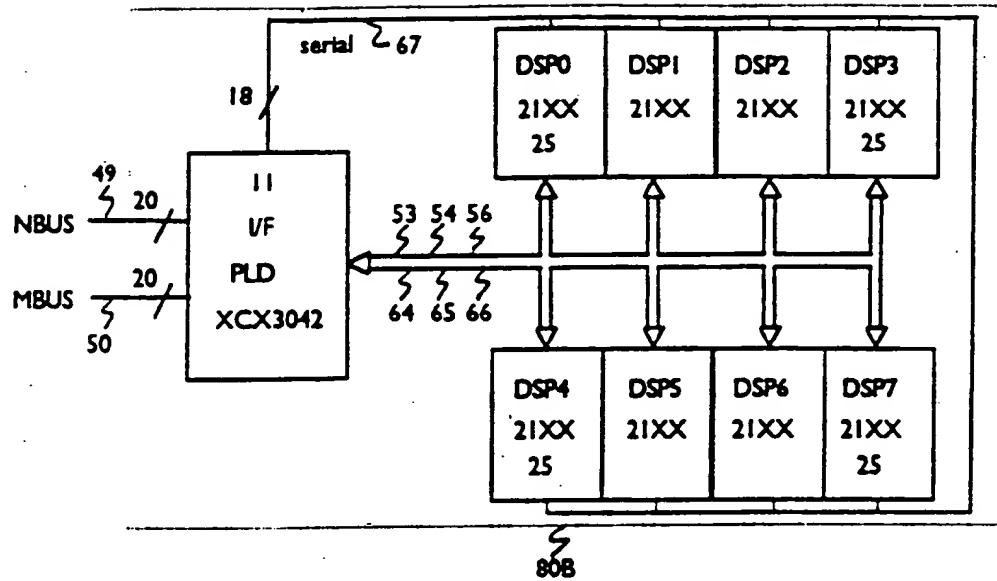 serial 67
18
DSP0 DSP1 DSP2 DSP3
21XX 21XX 21XX 21XX
25 25
49 20
NBUS
11
I/F
PLD
XCX3042
53 54 56
64 65 66
20
MBUS
50
DSP4 DSP5 DSP6 DSP7
21XX 21XX 21XX 21XX
25 25
80B